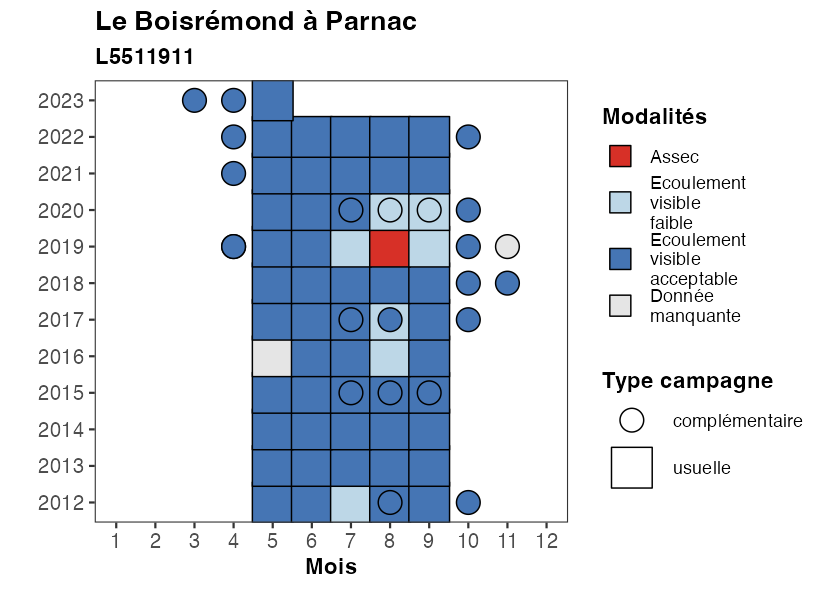 Le Boisrémond à Parnac
L5511911
2023
2022
2021
2020
2019
2018
2017
2016
2015
2014
2013
2012
1 2 3 4 5 6 7 8 9 10 11 12
Mois
Modalités
Assec
Ecoulement
visible
faible
Ecoulement
visible
acceptable
Donnée
manquante
Type campagne
complémentaire
usuelle